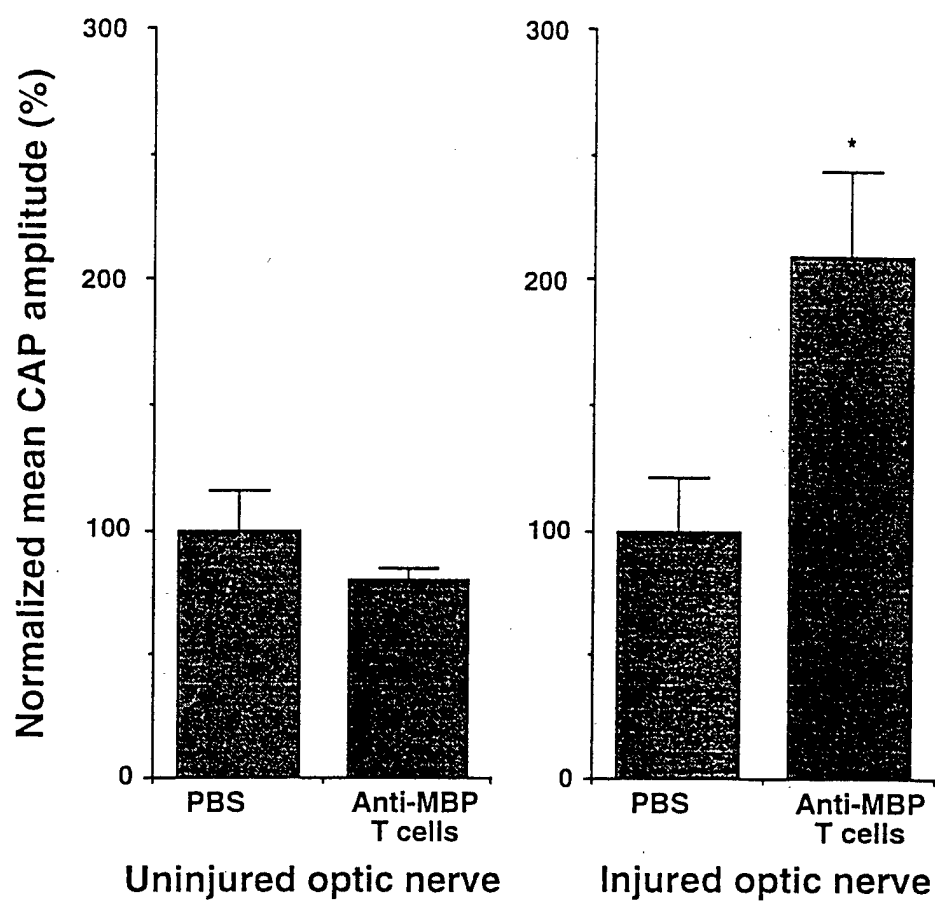 Normalized mean CAP amplitude (%)
300
200
100
0
PBS
Anti-MBP
T cells
Uninjured optic nerve
300
200
100
0
*
PBS
Anti-MBP
T cells
Injured optic nerve